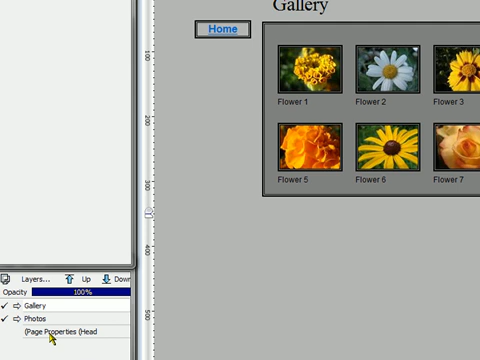 Gallery
Home
Flower 1 Flower 2 Flower 3
Flower 5 Flower 6 Flower 7
100
200
300
400
500
Layers... Up Down
Opacity 100%
Gallery
Photos
(Page Properties (Head